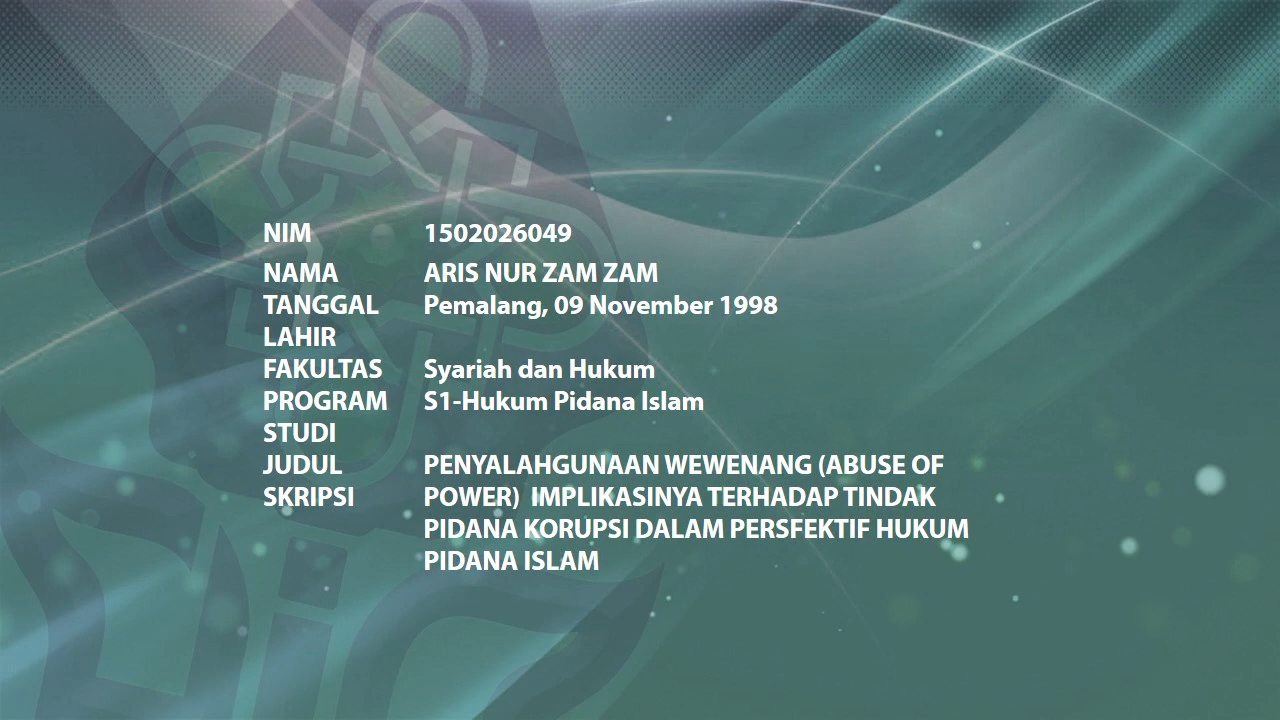 NIM 1502026049
NAMA ARIS NUR ZAM ZAM
TANGGAL Pemalang, 09 November 1998
LAHIR
FAKULTAS Syariah dan Hukum
PROGRAM S1-Hukum Pidana Islam
STUDI
JUDUL PENYALAHGUNAAN WEWENANG (ABUSE OF
SKRIPSI POWER)  IMPLIKASINYA TERHADAP TINDAK
PIDANA KORUPSI DALAM PERSFEKTIF HUKUM
PIDANA ISLAM